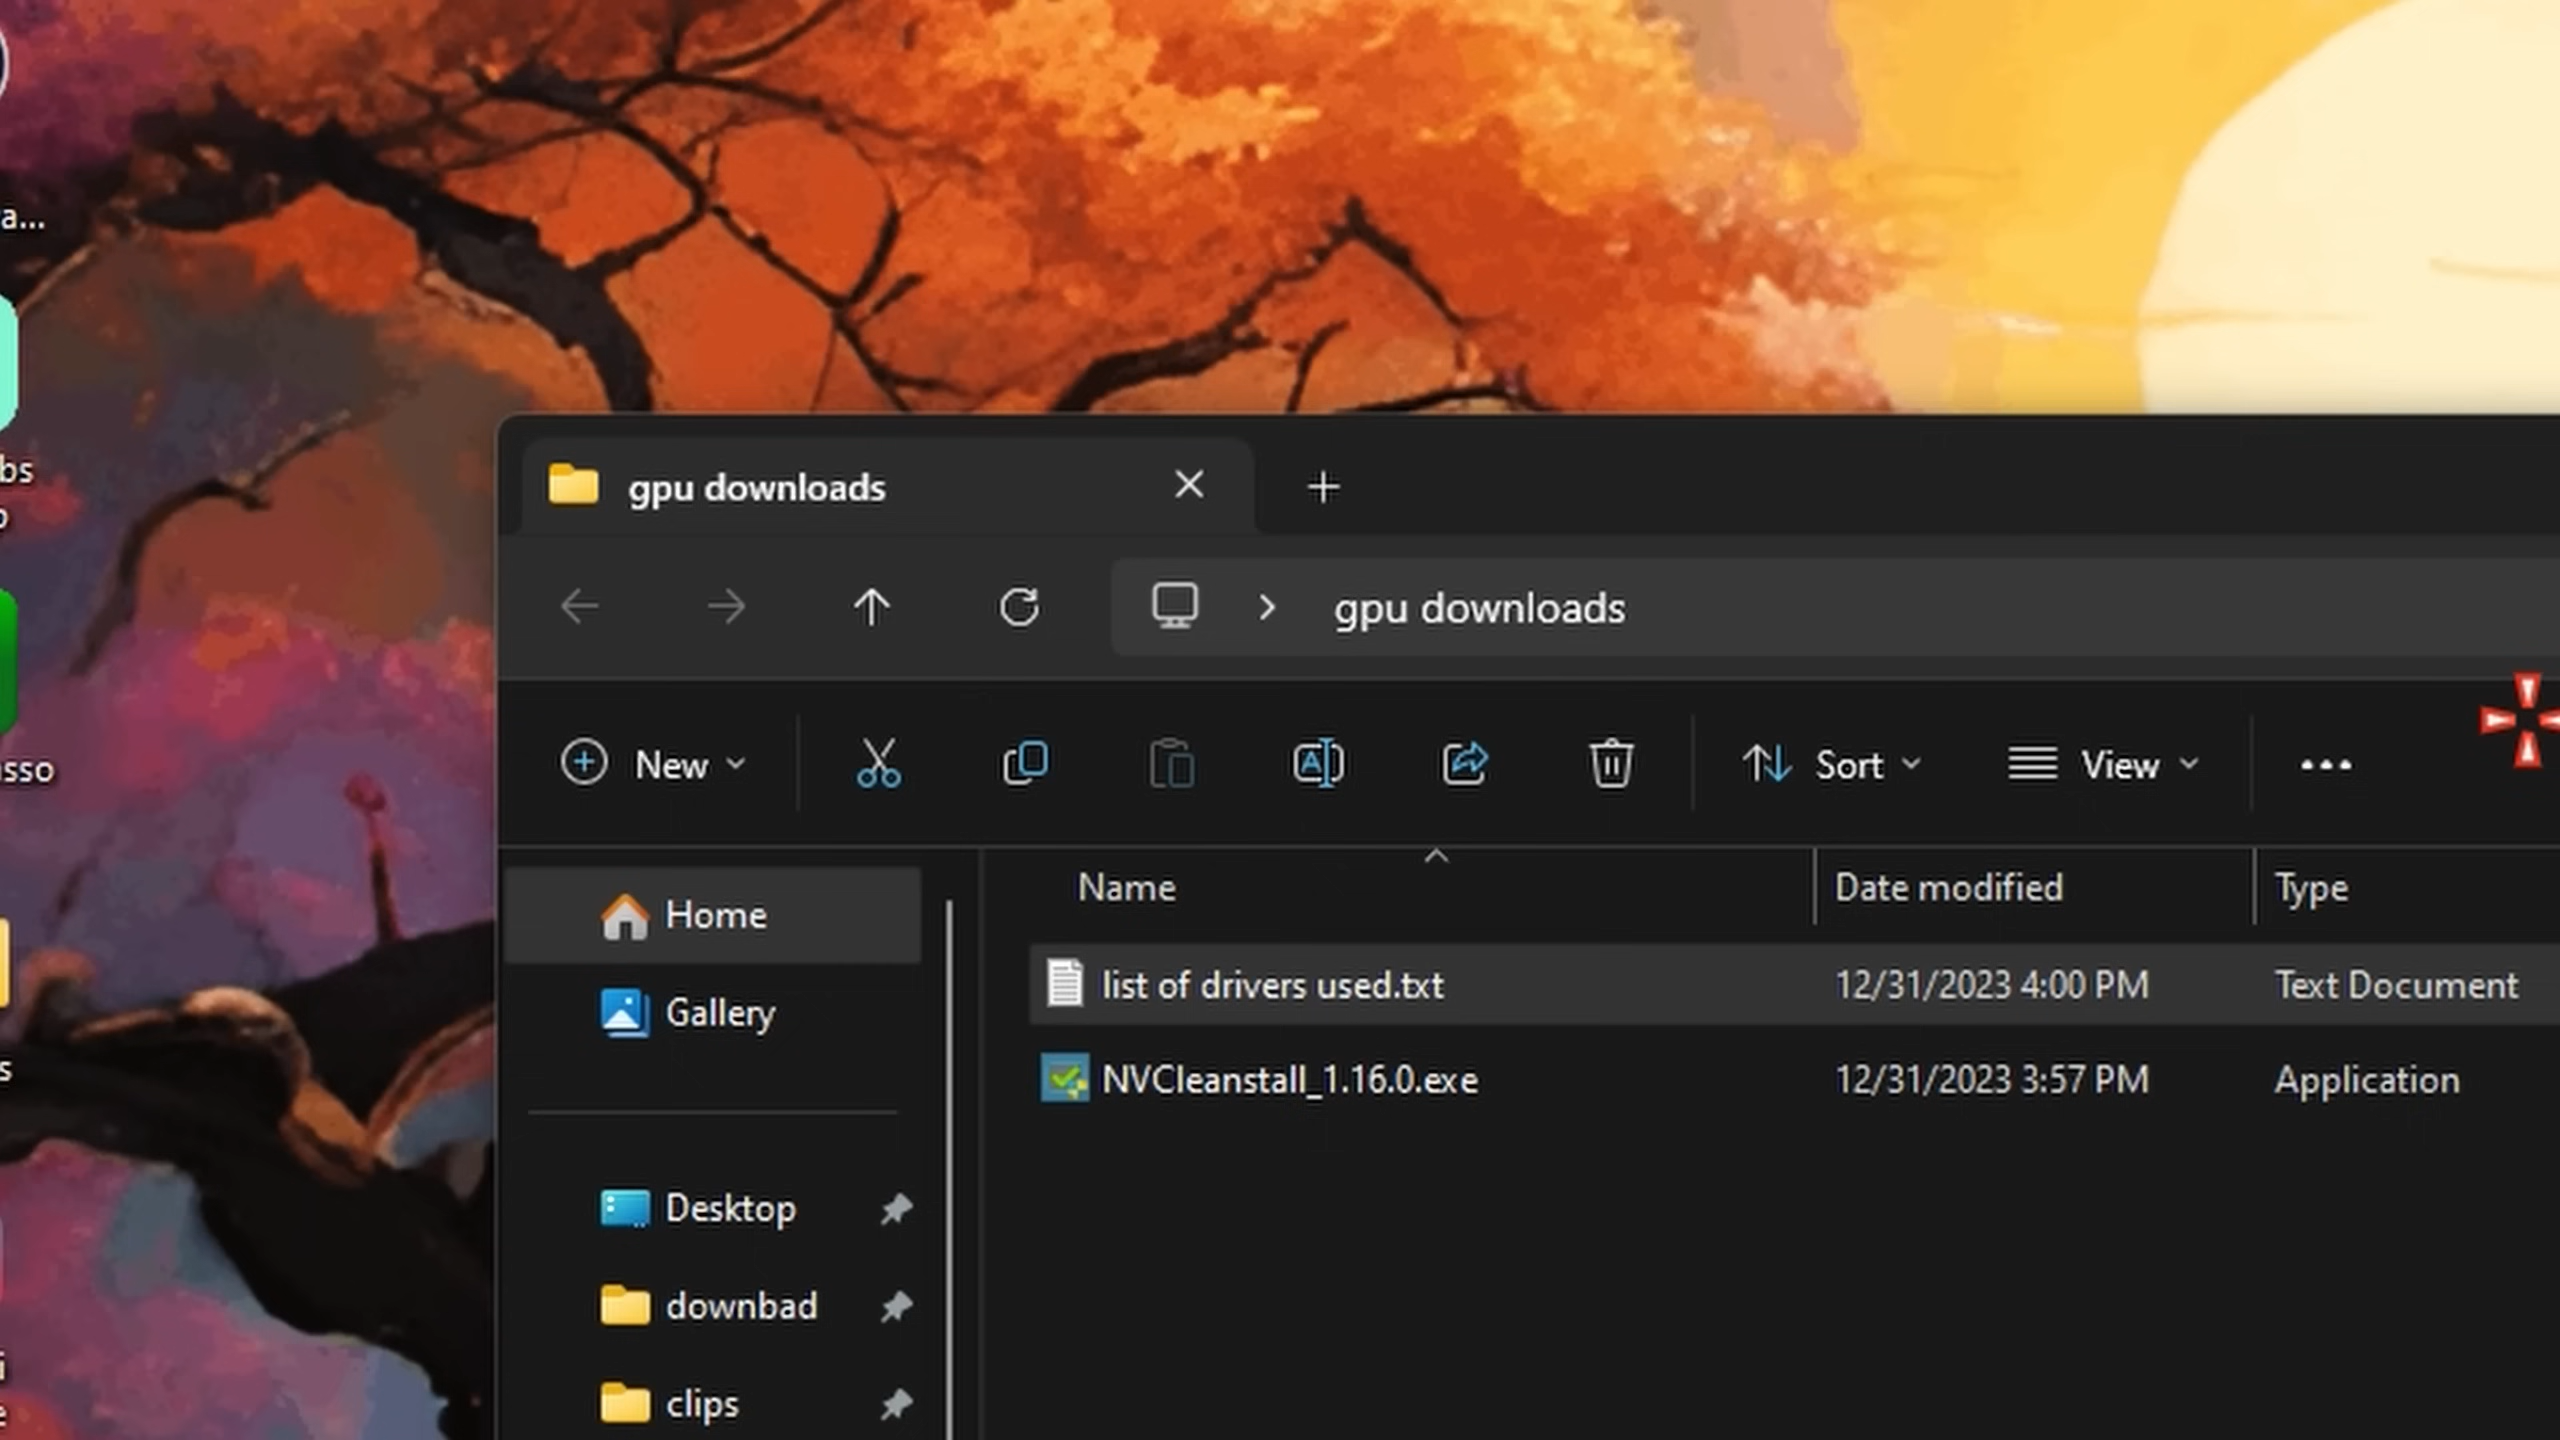 a...
bs
asso
s
gpu downloads
gpu downloads
New
Sort
View
Name
Date modified
Type
Home
Gallery
Desktop
downbad
clips
list of drivers used.txt 12/31/2023 4:00 PM Text Document
NVCleanstall_1.16.0.exe 12/31/2023 3:57 PM Application